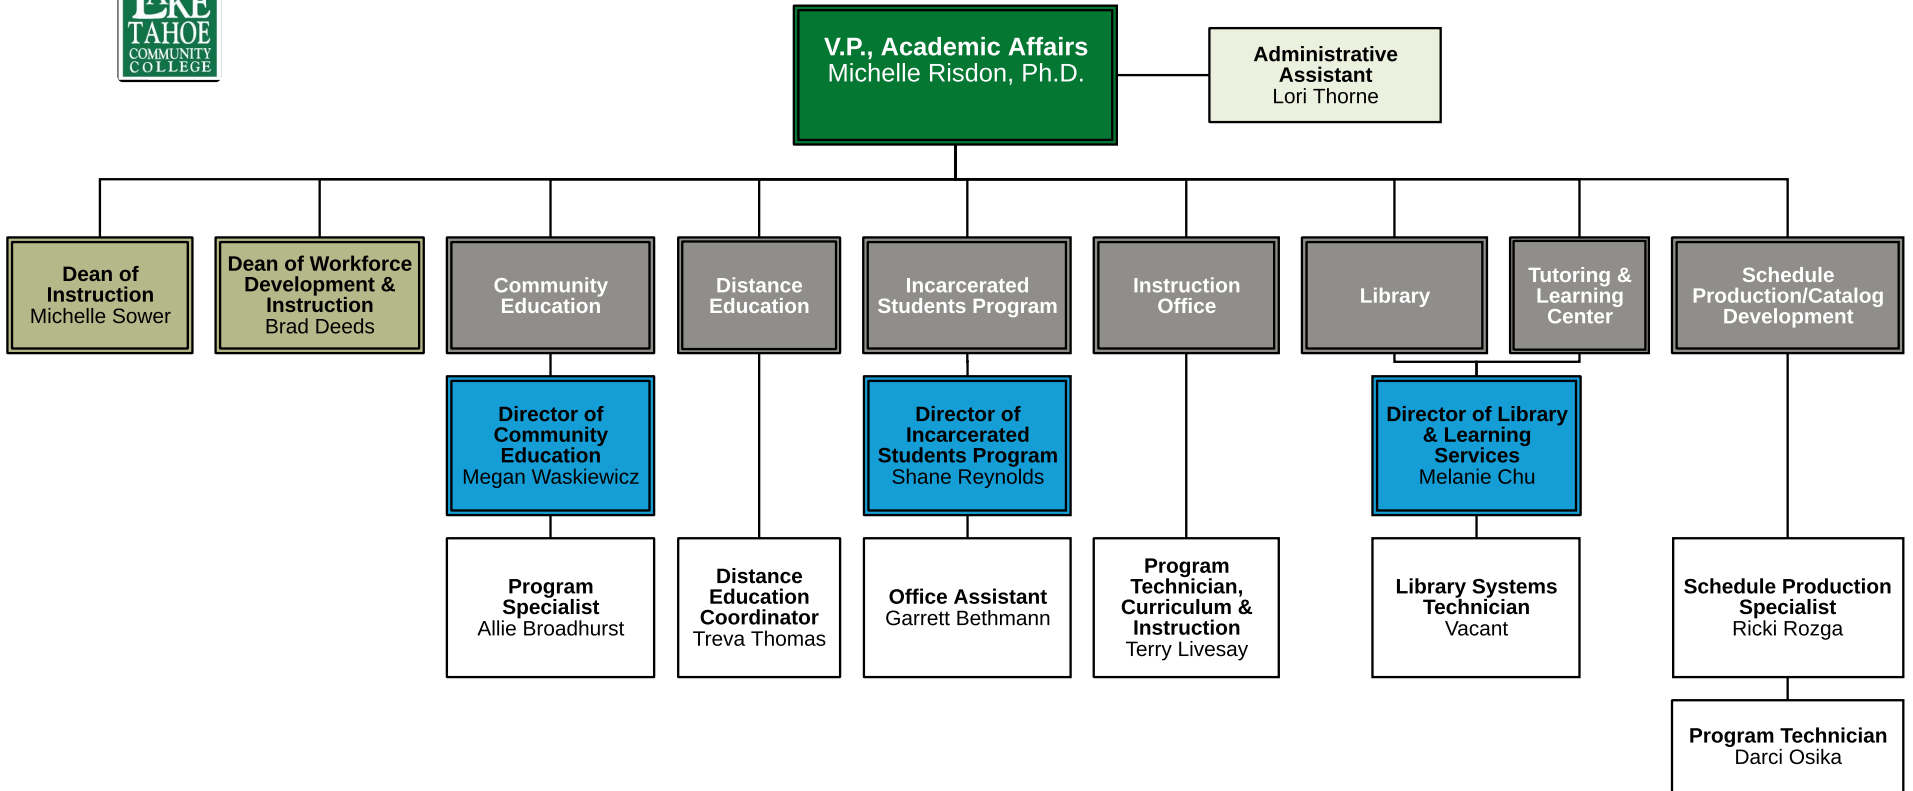 LAKE
TAHOE
COMMUNITY
COLLEGE
V.P., Academic Affairs
Michelle Risdon, Ph.D.
Administrative
Assistant
Lori Thorne
Dean of
Instruction
Michelle Sower
Dean of Workforce
Development &
Instruction
Brad Deeds
Community
Education
Distance
Education
Incarcerated
Students Program
Instruction
Office
Library
Tutoring &
Learning
Center
Schedule
Production/Catalog
Development
Director of
Community
Education
Megan Waskiewicz
Director of
Incarcerated
Students Program
Shane Reynolds
Director of Library
& Learning
Services
Melanie Chu
Program
Specialist
Allie Broadhurst
Distance
Education
Coordinator
Treva Thomas
Office Assistant
Garrett Bethmann
Program
Technician,
Curriculum &
Instruction
Terry Livesay
Library Systems
Technician
Vacant
Schedule Production
Specialist
Ricki Rozga
Program Technician
Darci Osika